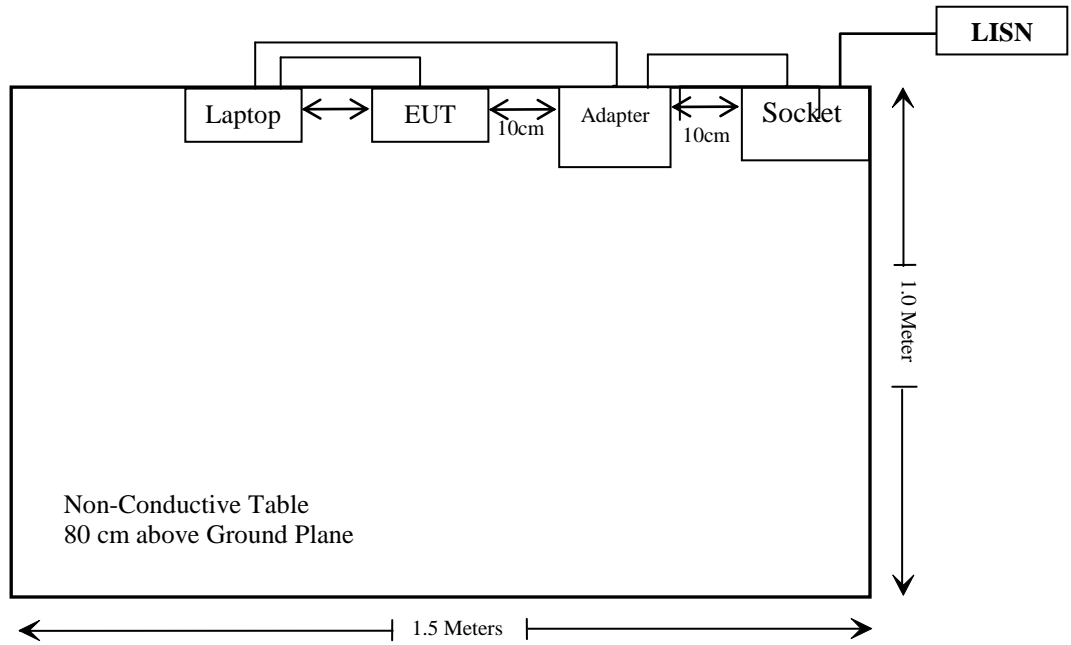 LISN
Laptop
EUT
10cm
Adapter
10cm
Socket
1.0 Meter
Non-Conductive Table
80 cm above Ground Plane
1.5 Meters